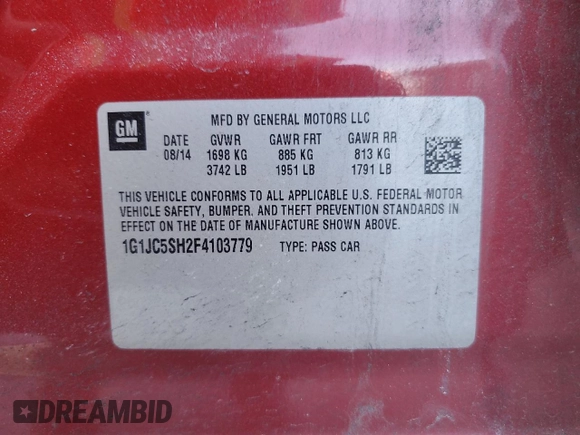 GM
MFD BY GENERAL MOTORS LLC
DATE GVWR GAWR FRT GAWR RR
08/14 1698 KG 885 KG 813 KG
3742 LB 1951 LB 1791 LB
THIS VEHICLE CONFORMS TO ALL APPLICABLE U.S. FEDERAL MOTOR
VEHICLE SAFETY, BUMPER, AND THEFT PREVENTION STANDARDS IN
EFFECT ON THE DATE OF MANUFACTURE SHOWN ABOVE.
1G1JC5SH2F4103779 TYPE: PASS CAR
DREAMBID